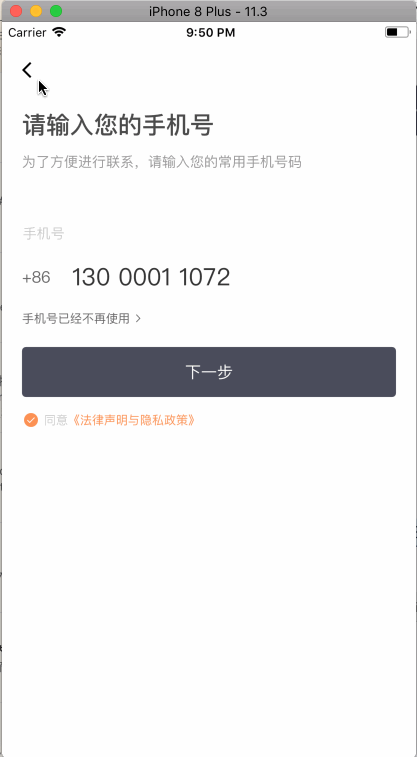 iPhone 8 Plus - 11.3
Carrier 9:50 PM
请输入您的手机号
为了方便进行联系，请输入您的常用手机号码
手机号
+86 130 0001 1072
手机号已经不再使用 >
下一步
同意《法律声明与隐私政策》